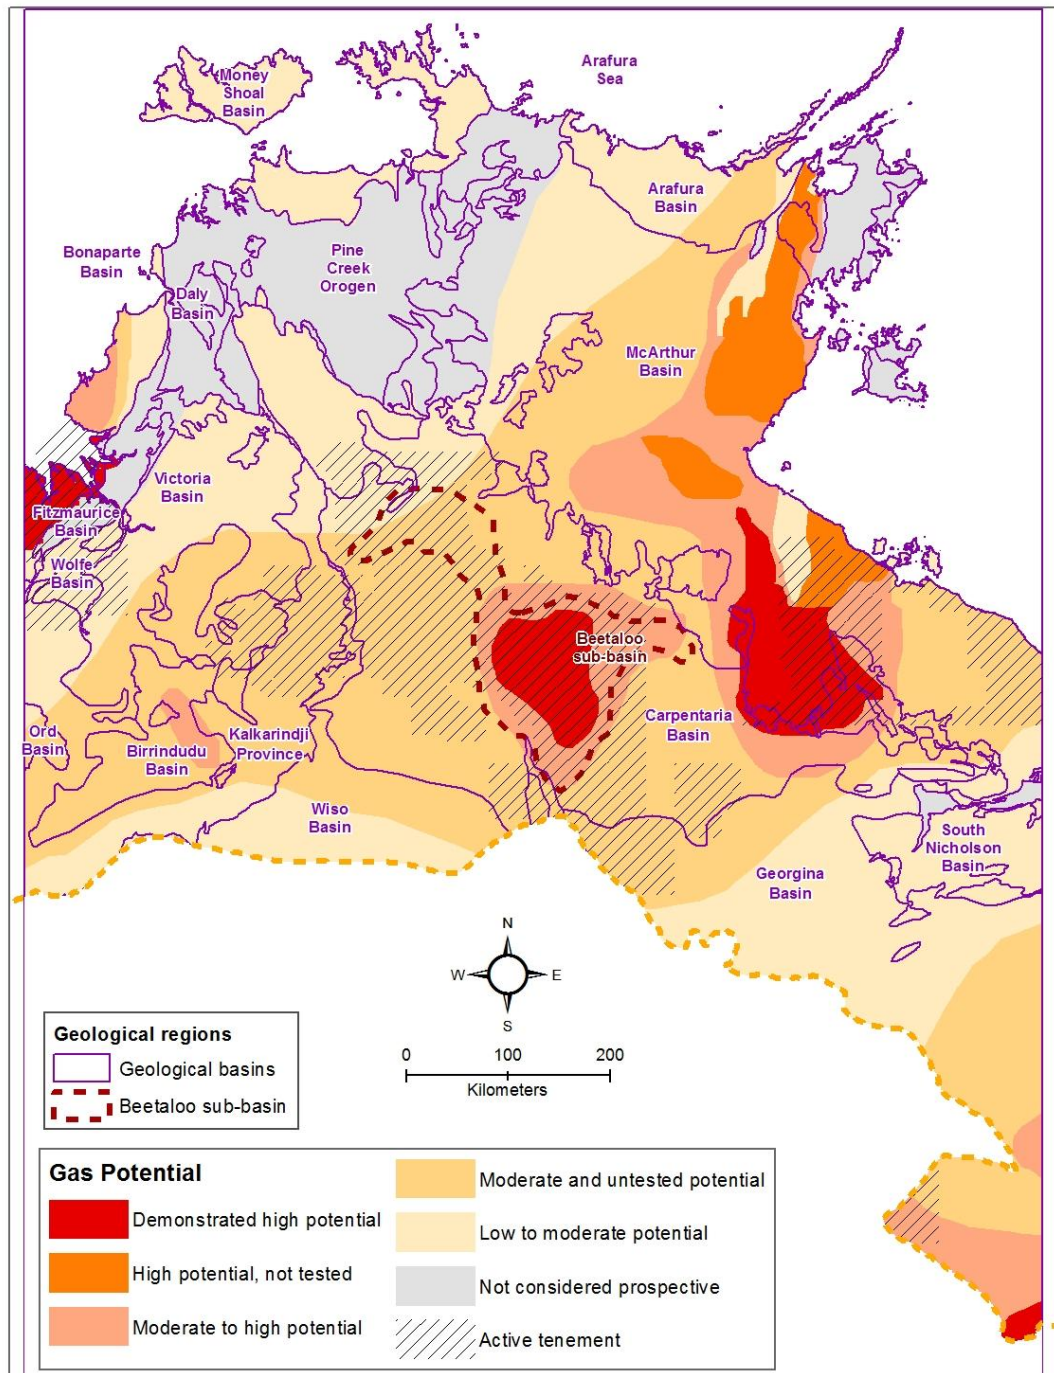 Money
Shoal
Basin
Arafura
Sea
Arafura
Basin
Bonaparte
Basin
Pine
Creek
Orogen
Daly
Basin
McArthur
Basin
Victoria
Basin
Fitzmaurice
Basin
Wolfe
Basin
Beetaloo
sub-basin
Carpentaria
Basin
Ord
Basin
Birrindudu
Basin
Kalkarindji
Province
Wiso
Basin
South
Nicholson
Basin
Georgina
Basin
N
W
E
S
0 100 200
Kilometers
Geological regions
Geological basins
Beetaloo sub-basin
Gas Potential
Demonstrated high potential
High potential, not tested
Moderate to high potential
Moderate and untested potential
Low to moderate potential
Not considered prospective
Active tenement